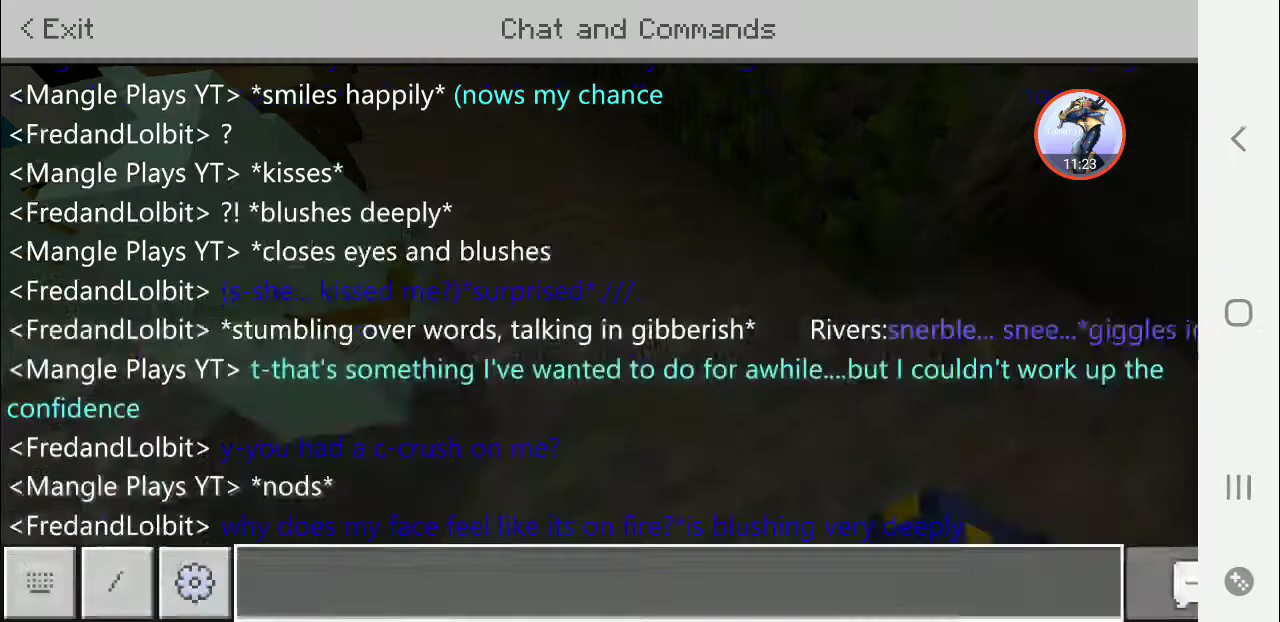 < Exit
Chat and Commands
<Mangle Plays YT> *smiles happily* (nows my chance
<FredandLolbit> ?
<Mangle Plays YT> *kisses*
<FredandLolbit> ?! *blushes deeply*
<Mangle Plays YT> *closes eyes and blushes
<FredandLolbit> (s-she... kissed me?)*surprised*.///.
<FredandLolbit> *stumbling over words, talking in gibberish* Rivers:snerble... snee...*giggles i
<Mangle Plays YT> t-that's something I've wanted to do for awhile....but I couldn't work up the
confidence
<FredandLolbit> y-you had a c-crush on me?
<Mangle Plays YT> *nods*
<FredandLolbit> why does my face feel like its on fire?*is blushing very deeply
11:23
/